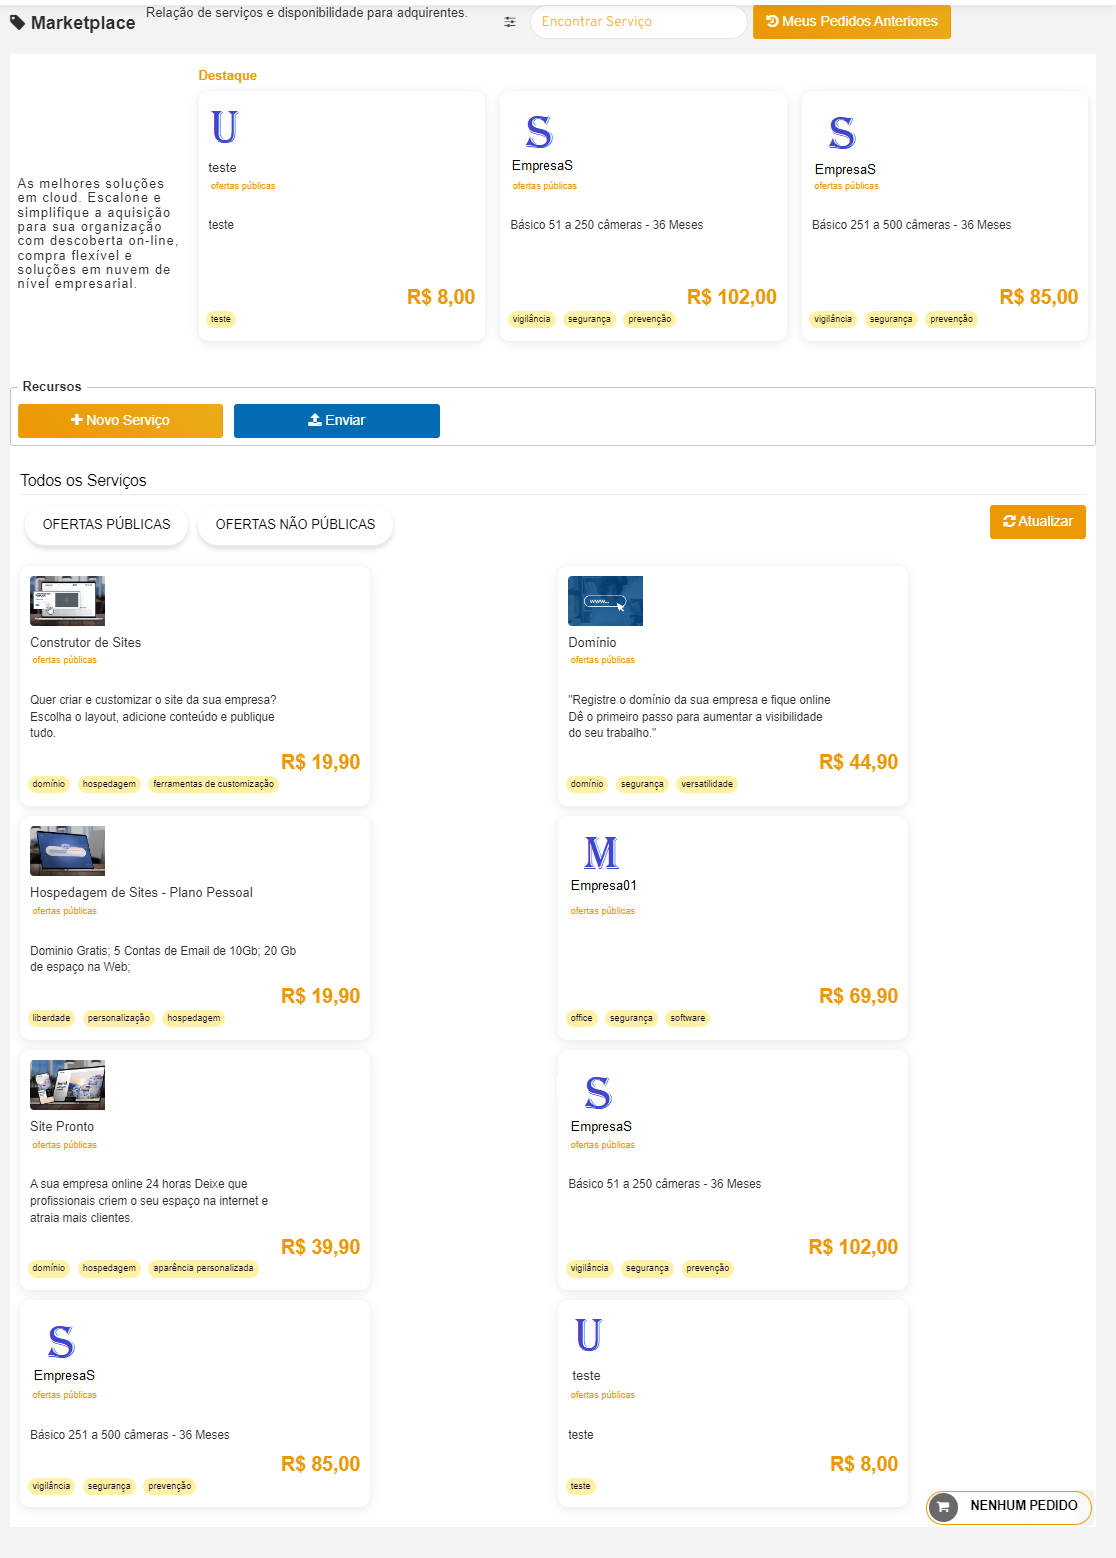 Marketplace
Relação de serviços e disponibilidade para adquirentes.
Encontrar Serviço
Meus Pedidos Anteriores
As melhores soluções
em cloud. Escalone e
simplifique a aquisição
para sua organização
com descoberta on-line,
compra flexível e
soluções em nuvem de
nível empresarial.
Destaque
U
teste
ofertas públicas
teste
R$ 8,00
teste
S
EmpresaS
ofertas públicas
Básico 51 a 250 câmeras - 36 Meses
R$ 102,00
vigilância segurança prevenção
S
EmpresaS
ofertas públicas
Básico 251 a 500 câmeras - 36 Meses
R$ 85,00
vigilância segurança prevenção
Recursos
Novo Serviço
Enviar
Todos os Serviços
OFERTAS PÚBLICAS
OFERTAS NÃO PÚBLICAS
Atualizar
Construtor de Sites
ofertas públicas
Quer criar e customizar o site da sua empresa?
Escolha o layout, adicione conteúdo e publique
tudo.
R$ 19,90
domínio hospedagem ferramentas de customização
www...
Domínio
ofertas públicas
"Registre o domínio da sua empresa e fique online
Dê o primeiro passo para aumentar a visibilidade
do seu trabalho."
R$ 44,90
domínio segurança versatilidade
Hospedagem de Sites - Plano Pessoal
ofertas públicas
Dominio Gratis; 5 Contas de Email de 10Gb; 20 Gb
de espaço na Web;
R$ 19,90
liberdade personalização hospedagem
M
Empresa01
ofertas públicas
R$ 69,90
office segurança software
Site Pronto
ofertas públicas
A sua empresa online 24 horas Deixe que
profissionais criem o seu espaço na internet e
atraia mais clientes.
R$ 39,90
domínio hospedagem aparência personalizada
S
EmpresaS
ofertas públicas
Básico 51 a 250 câmeras - 36 Meses
R$ 102,00
vigilância segurança prevenção
S
EmpresaS
ofertas públicas
Básico 251 a 500 câmeras - 36 Meses
R$ 85,00
vigilância segurança prevenção
U
teste
ofertas públicas
teste
R$ 8,00
teste
NENHUM PEDIDO